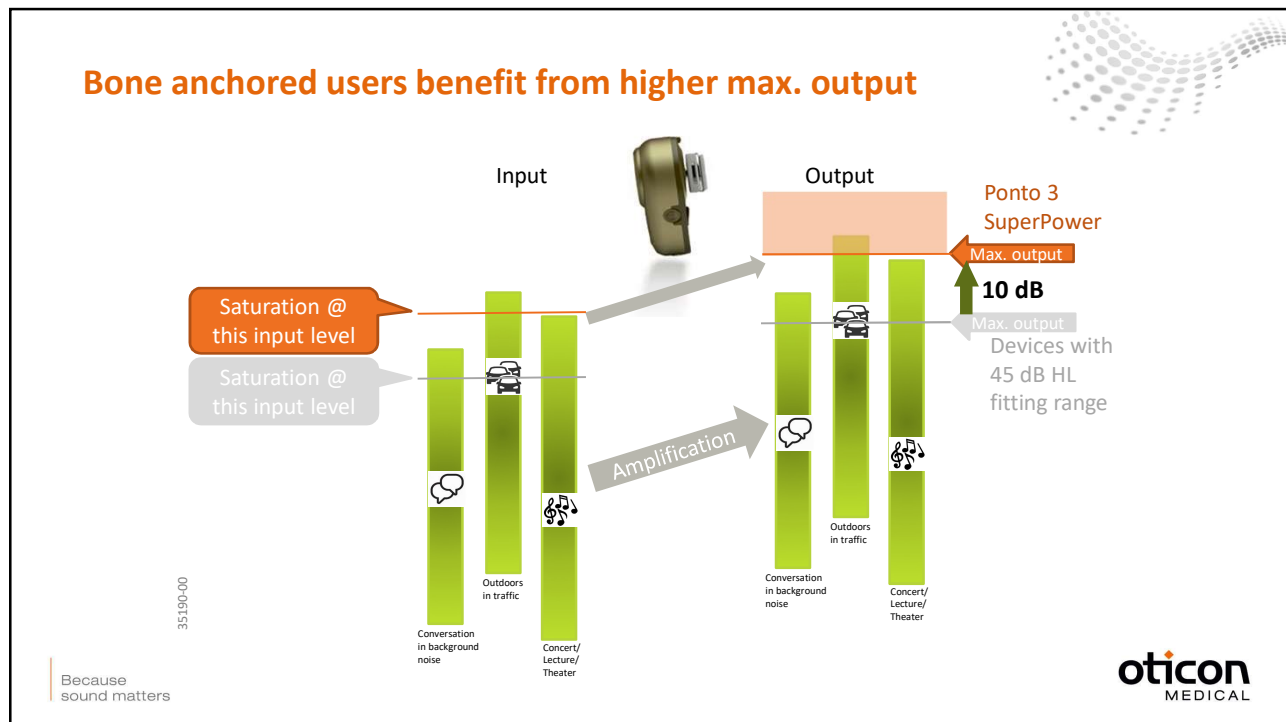 Bone anchored users benefit from higher max. output
Input
Output
Ponto 3
SuperPower
Max. output
10 dB
Max. output
Devices with
45 dB HL
fitting range
Saturation @
this input level
Saturation @
this input level
Amplification
Conversation
in background
noise
Outdoors
in traffic
Concert/
Lecture/
Theater
Conversation
in background
noise
Outdoors
in traffic
Concert/
Lecture/
Theater
35190-00
Because
sound matters
oticon
MEDICAL